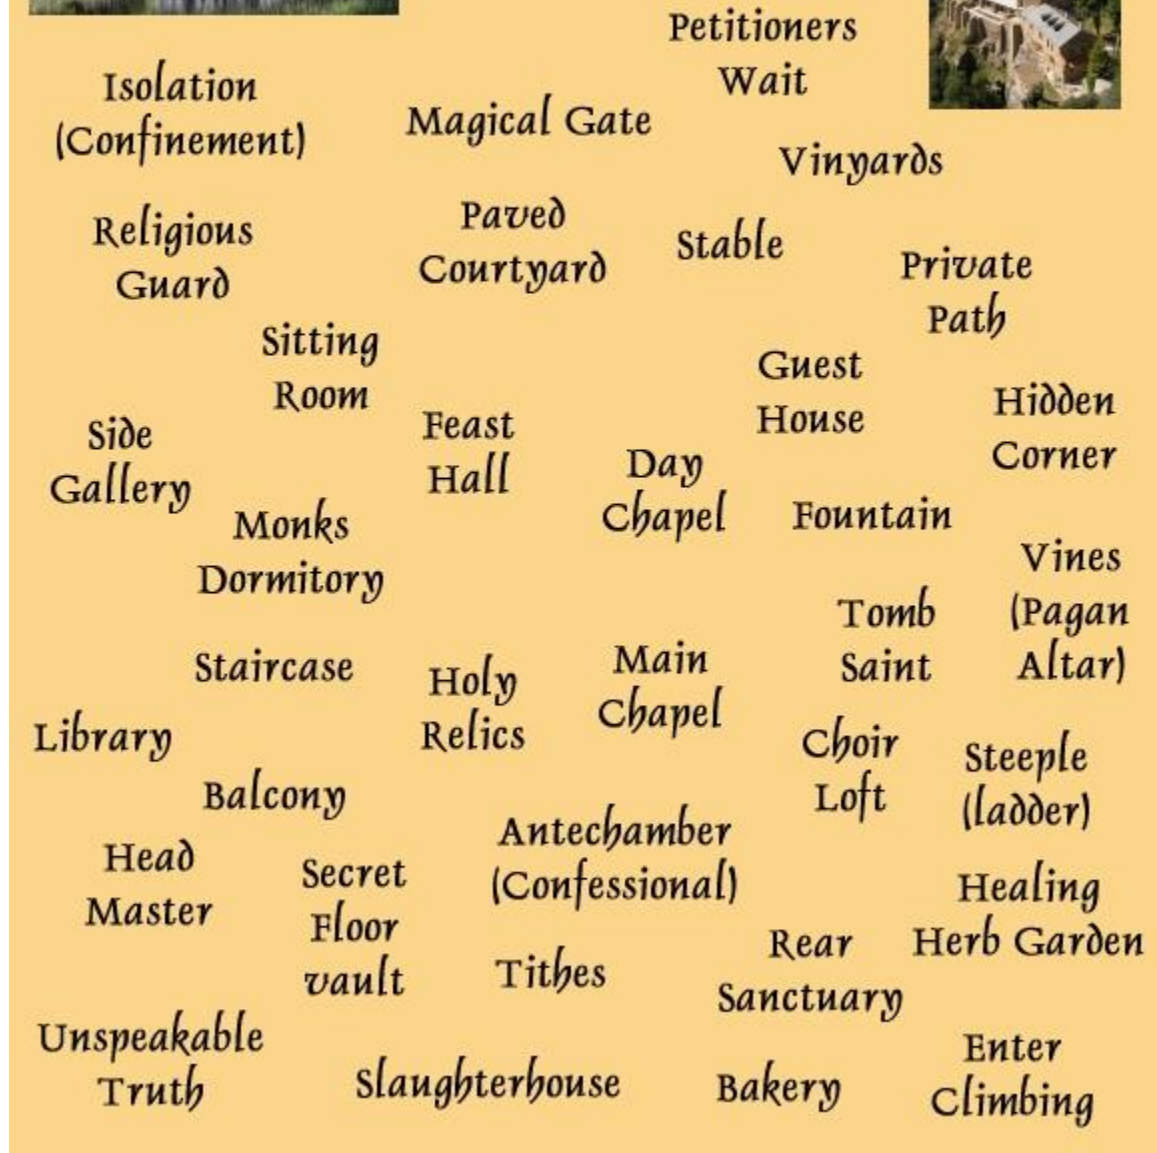 Petitioners
Wait
Isolation
(Confinement)
Magical Gate
Vinyards
Religious
Guard
Paved
Courtyard
Stable
Private
Path
Sitting
Room
Guest
House
Hidden
Corner
Side
Gallery
Feast
Hall
Day
Chapel
Monks
Dormitory
Fountain
Vines
(Pagan
Altar)
Tomb
Saint
Staircase
Holy
Relics
Main
Chapel
Library
Choir
Loft
Steeple
(ladder)
Balcony
Antechamber
(Confessional)
Head
Master
Secret
Floor
vault
Healing
Herb Garden
Tithes
Rear
Sanctuary
Unspeakable
Truth
Slaughterhouse
Bakery
Enter
Climbing